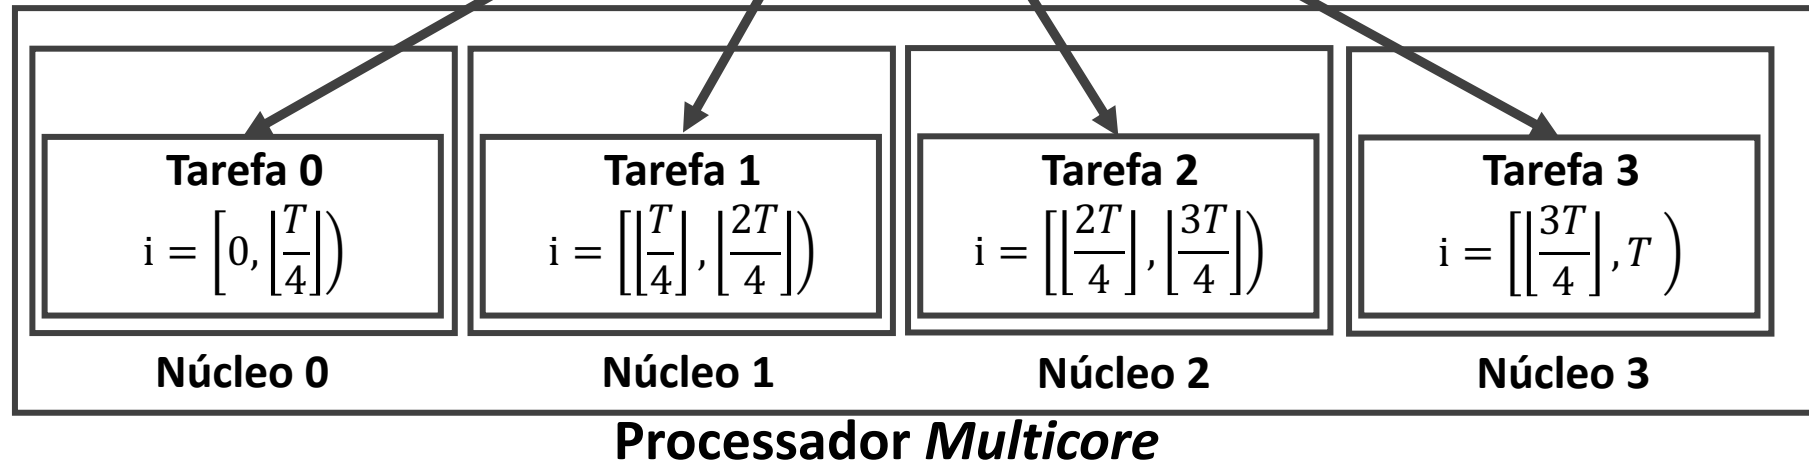 Tarefa 0
i = [0, ⌊T/4⌋)
Núcleo 0
Tarefa 1
i = [⌊T/4⌋, ⌊2T/4⌋)
Núcleo 1
Tarefa 2
i = [⌊2T/4⌋, ⌊3T/4⌋)
Núcleo 2
Tarefa 3
i = [⌊3T/4⌋, T)
Núcleo 3
Processador Multicore